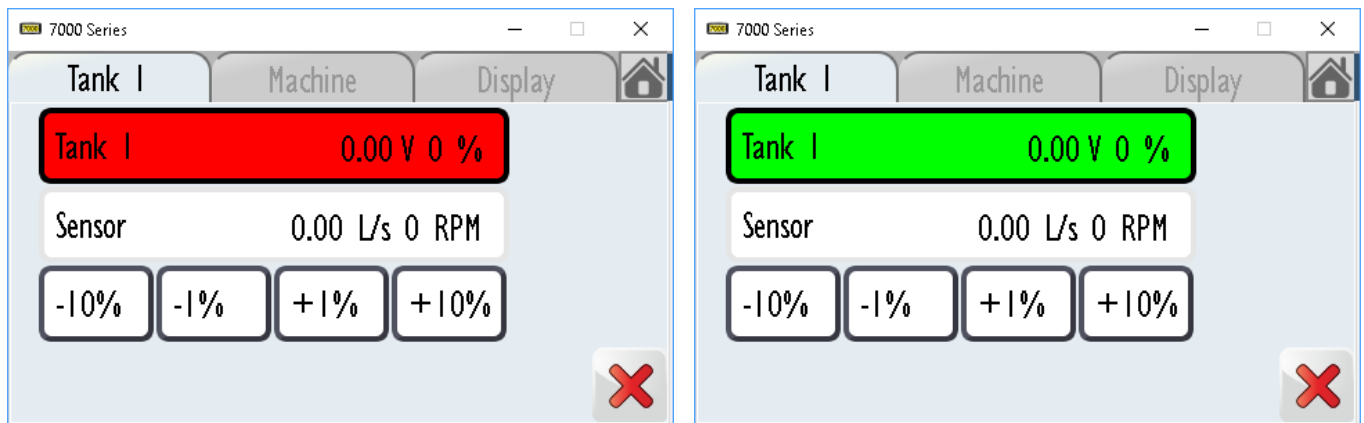 7000 Series
Tank 1 Machine Display
Tank 1 0.00 V 0 %
Sensor 0.00 L/s 0 RPM
-10% -1% +1% +10%
7000 Series
Tank 1 Machine Display
Tank 1 0.00 V 0 %
Sensor 0.00 L/s 0 RPM
-10% -1% +1% +10%